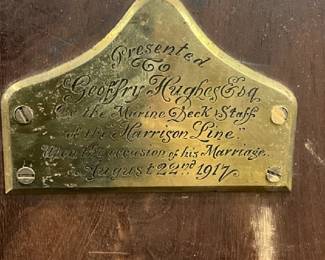 Presented
to
Geoffry Hughes Esq
By the Marine Deck Staff
of the "Harrison Line"
Upon the occasion of his Marriage.
August 22nd 1917.